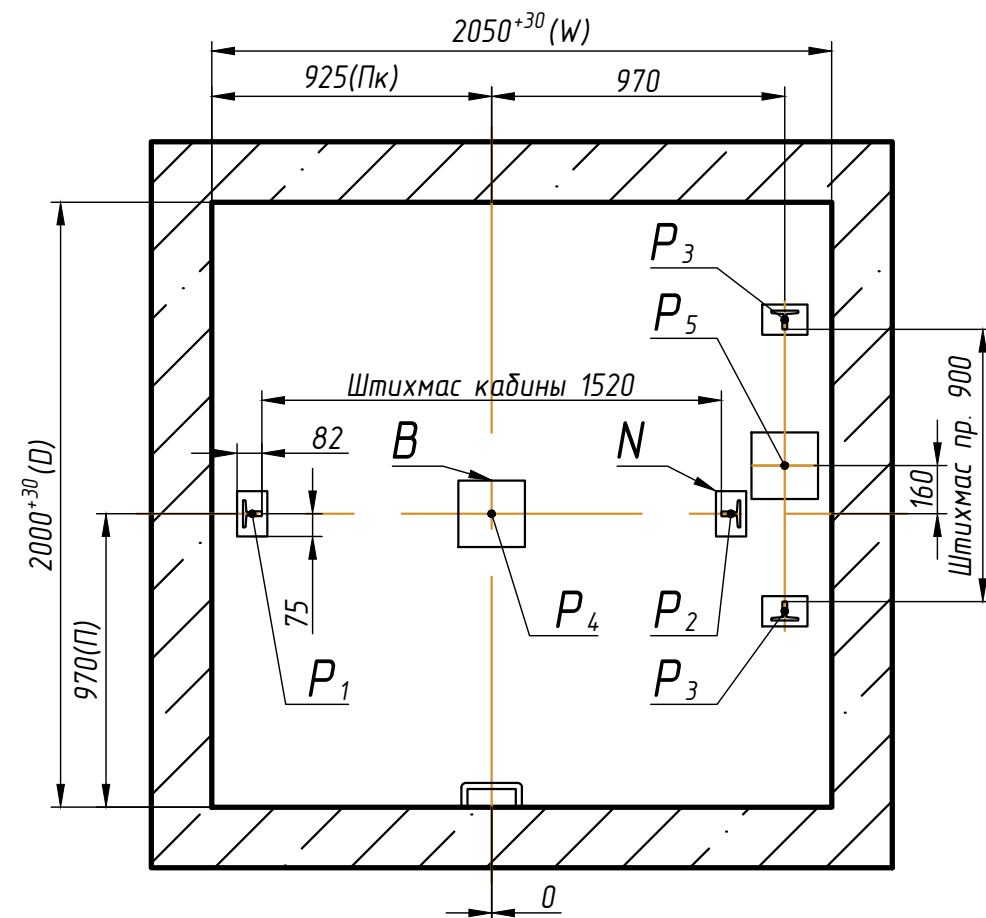 2050+30 (W)
925(Пк)
970
P3
P5
Штихмас кабины 1520
82
B
N
2000+30 (D)
160
Штихмас пр. 900
75
P4
P2
970(П)
P1
P3
0